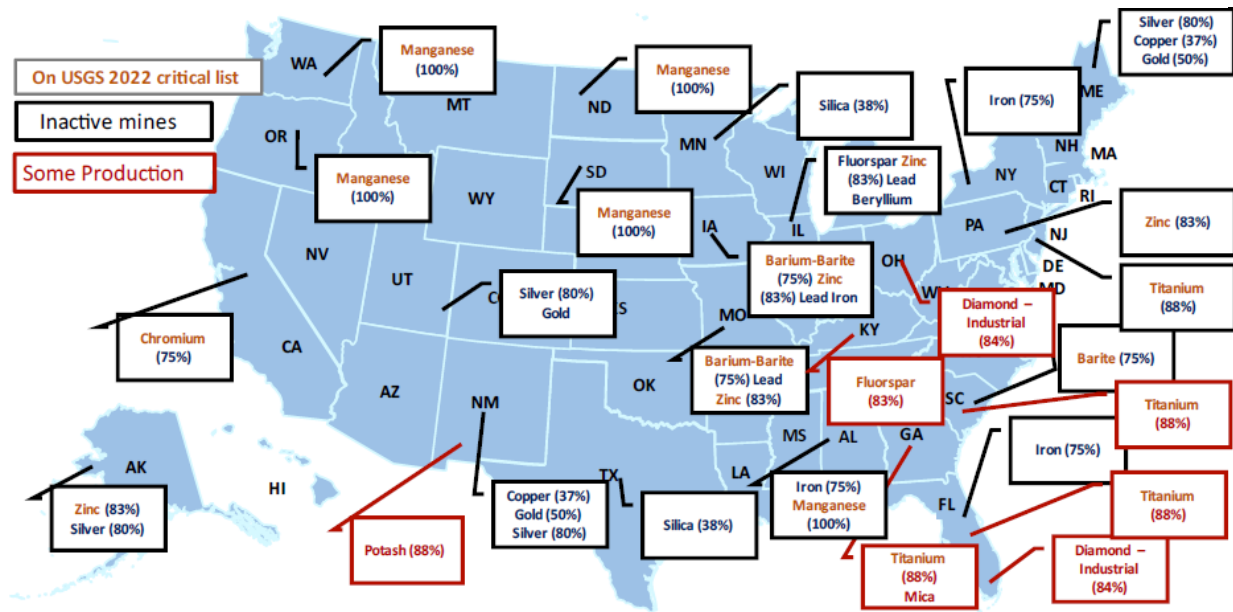 On USGS 2022 critical list
Inactive mines
Some Production
WA
Manganese
(100%)
MT
ND
Manganese
(100%)
MN
Silica (38%)
Iron (75%)
Silver (80%)
Copper (37%)
Gold (50%)
ME
NH
MA
OR
Manganese
(100%)
WY
SD
Manganese
(100%)
WI
Fluorspar Zinc
(83%) Lead
Beryllium
NY
CT
RI
PA
NJ
Zinc (83%)
NV
UT
IA
IL
Barium-Barite
(75%) Zinc
(83%) Lead Iron
OH
DE
MD
Titanium
(88%)
Silver (80%)
Gold
MO
KY
Diamond –
Industrial
(84%)
Chromium
(75%)
CA
AZ
NM
OK
Barium-Barite
(75%) Lead
Zinc (83%)
Fluorspar
(83%)
Barite (75%)
SC
Titanium
(88%)
MS
AL
GA
Iron (75%)
AK
HI
TX
LA
FL
Zinc (83%)
Silver (80%)
Potash (88%)
Copper (37%)
Gold (50%)
Silver (80%)
Silica (38%)
Iron (75%)
Manganese
(100%)
Titanium
(88%)
Titanium
(88%)
Mica
Diamond –
Industrial
(84%)